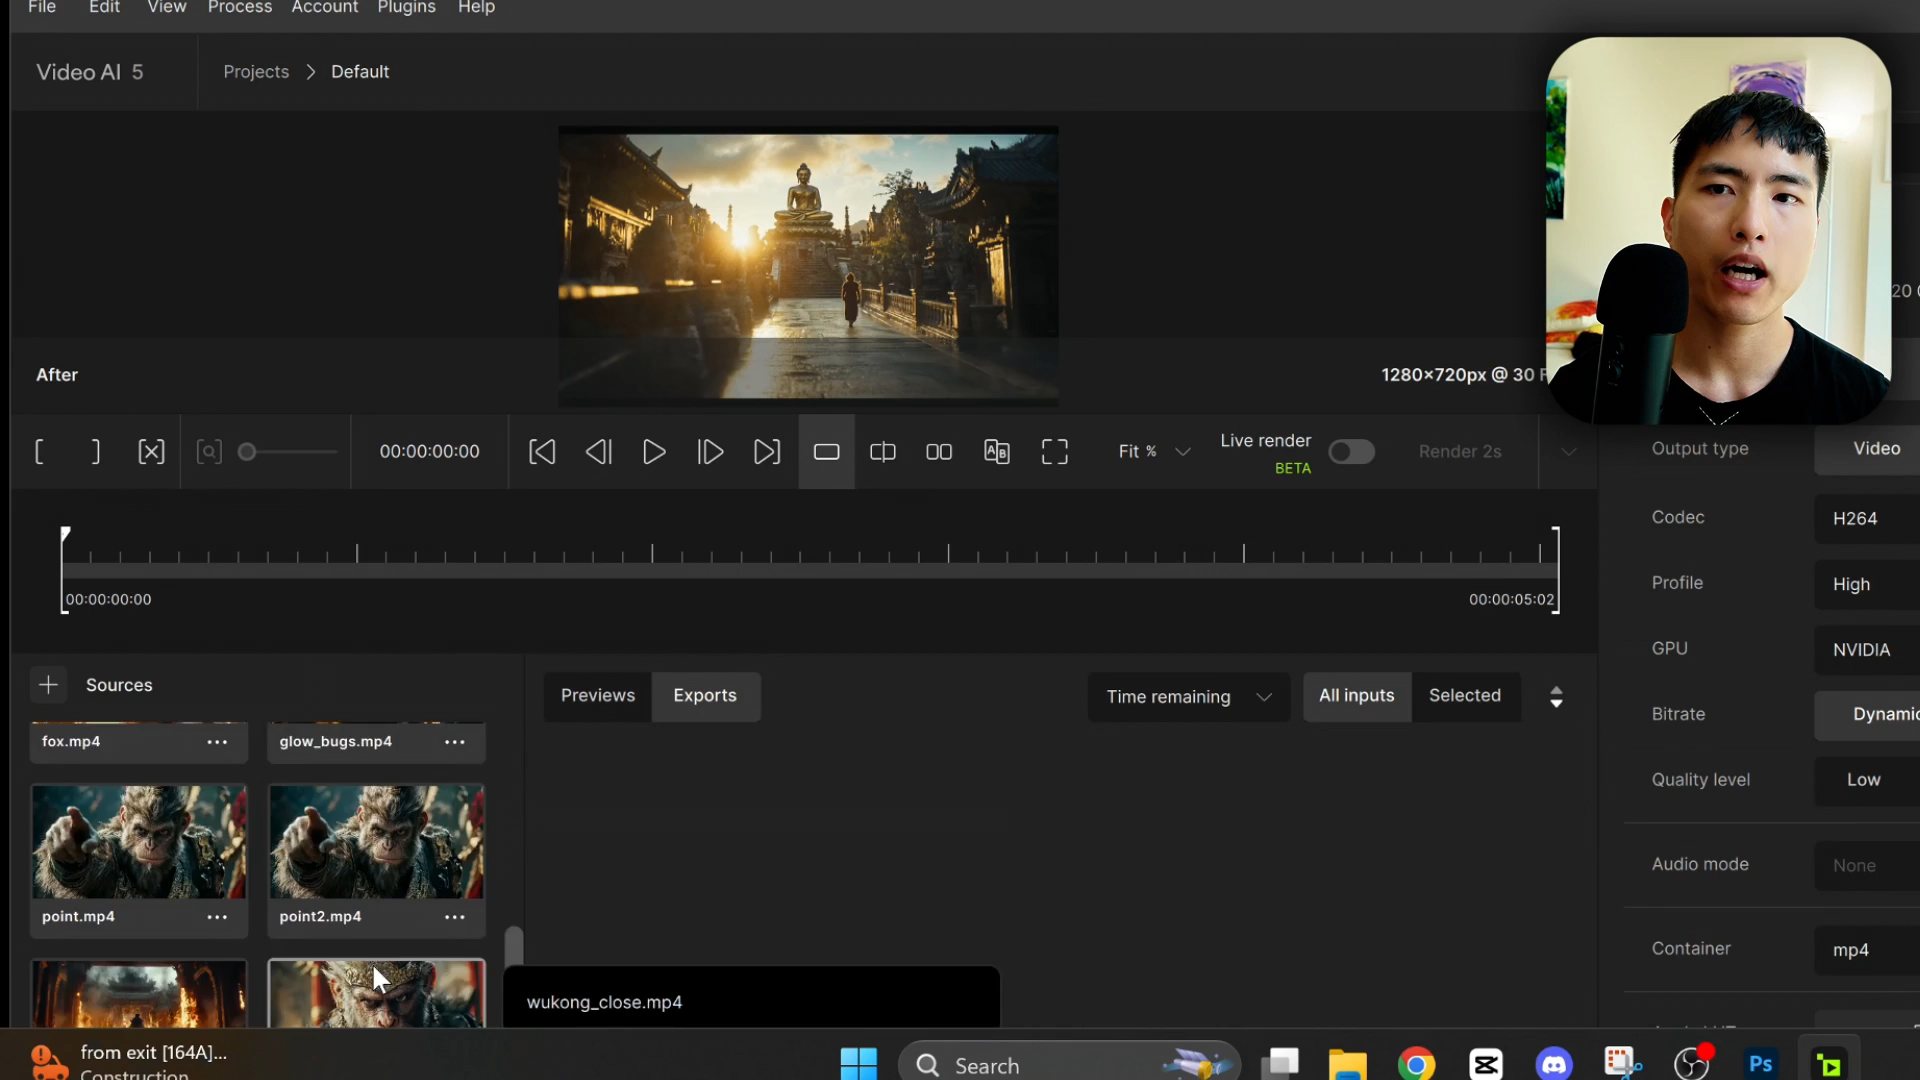 File Edit View Process Account Plugins Help
Video AI 5
Projects > Default
After
1280×720px @ 30
00:00:00:00
Fit %
Live render
BETA
Render 2s
00:00:00:00
00:00:05:02
Sources
Previews
Exports
Time remaining
All inputs
Selected
fox.mp4
glow_bugs.mp4
point.mp4
point2.mp4
wukong_close.mp4
Output type Video
Codec H264
Profile High
GPU NVIDIA
Bitrate Dynamic
Quality level Low
Audio mode None
Container mp4
from exit [164A]...
Construction
Search
Ps